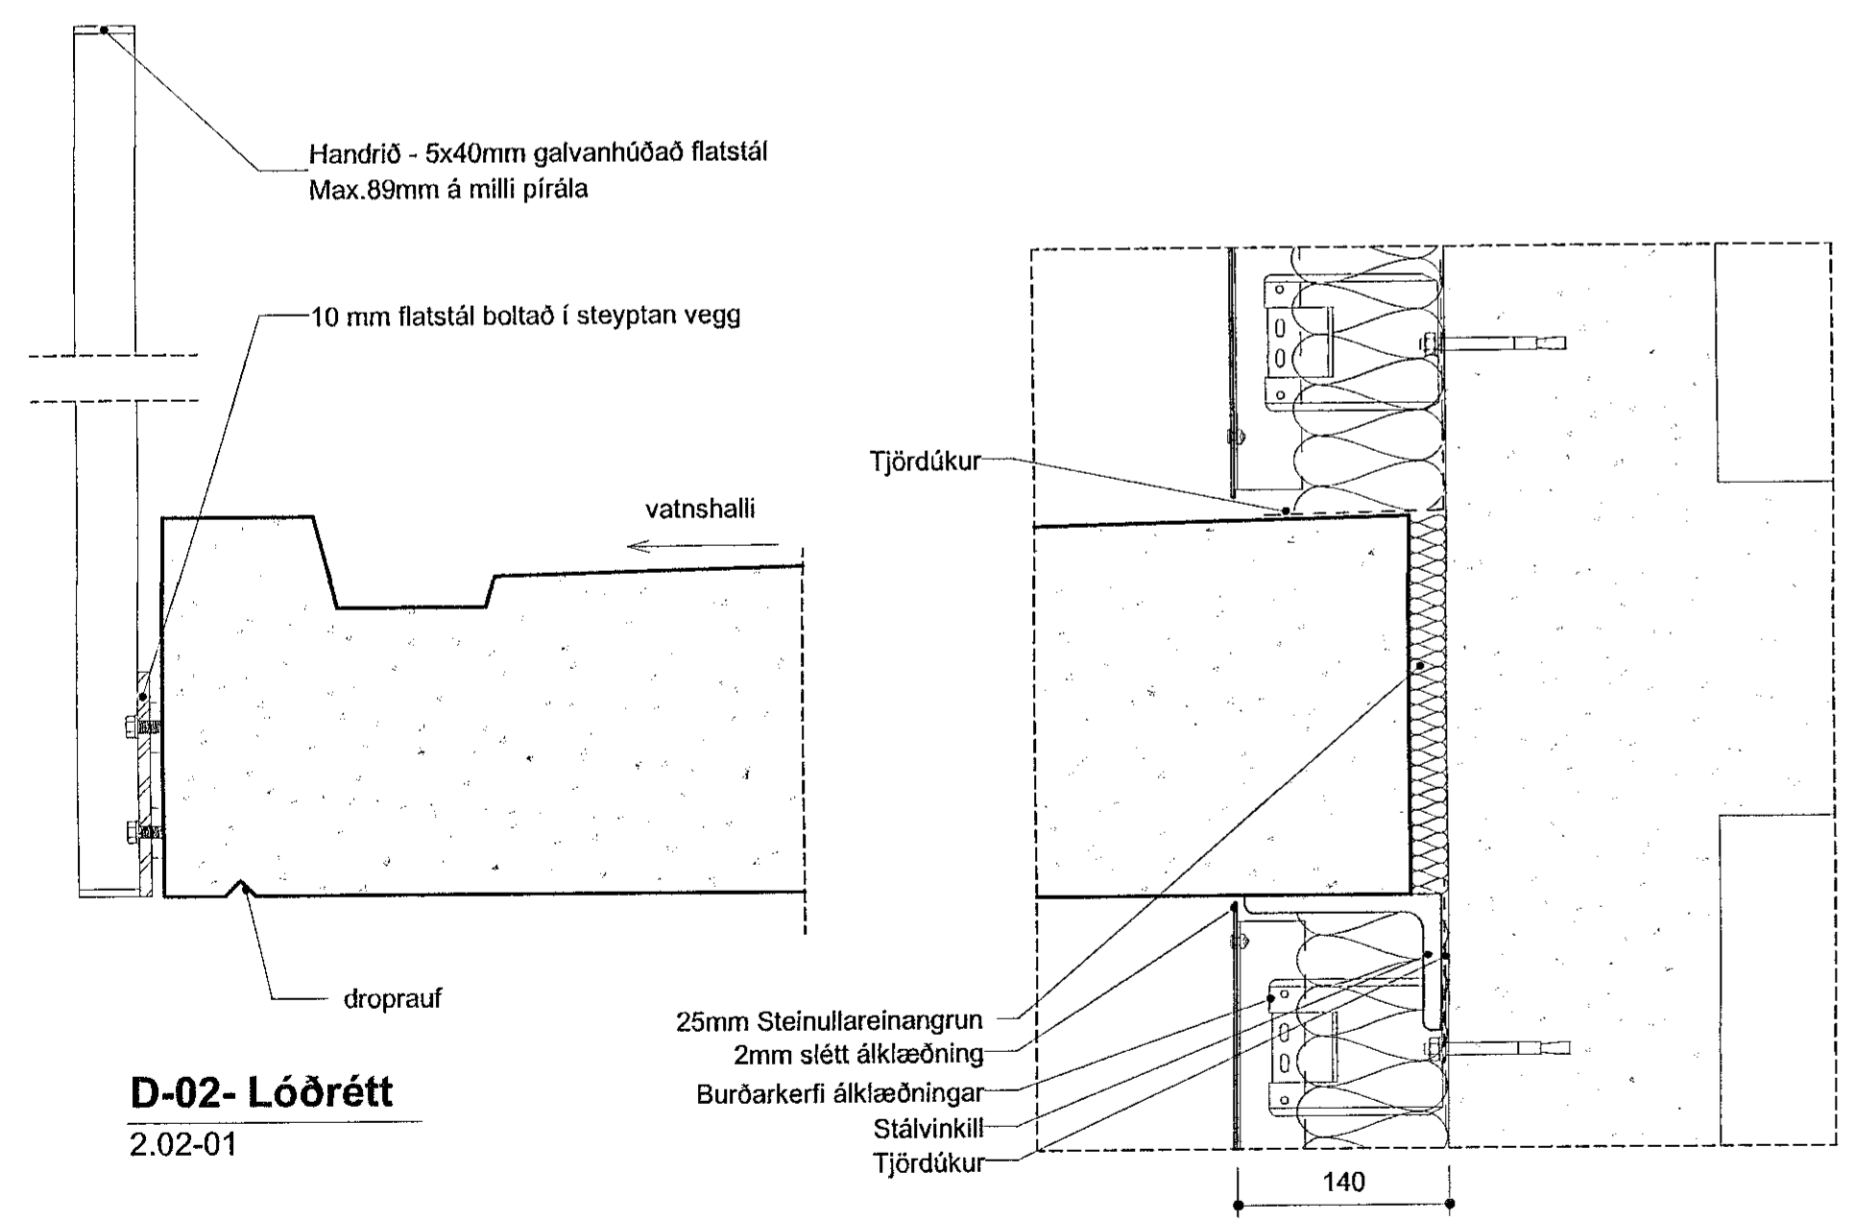 Handrið - 5x40mm galvanhúðað flatstál
Max.89mm á milli pírála
10 mm flatstál boltað í steyptan vegg
Tjördúkur
vatnshalli
droprauf
25mm Steinullareinangrun
2mm slétt álklæðning
Burðarkerfi álklæðningar
Stálvinkill
Tjördúkur
140
D-02- Lóðrétt
2.02-01